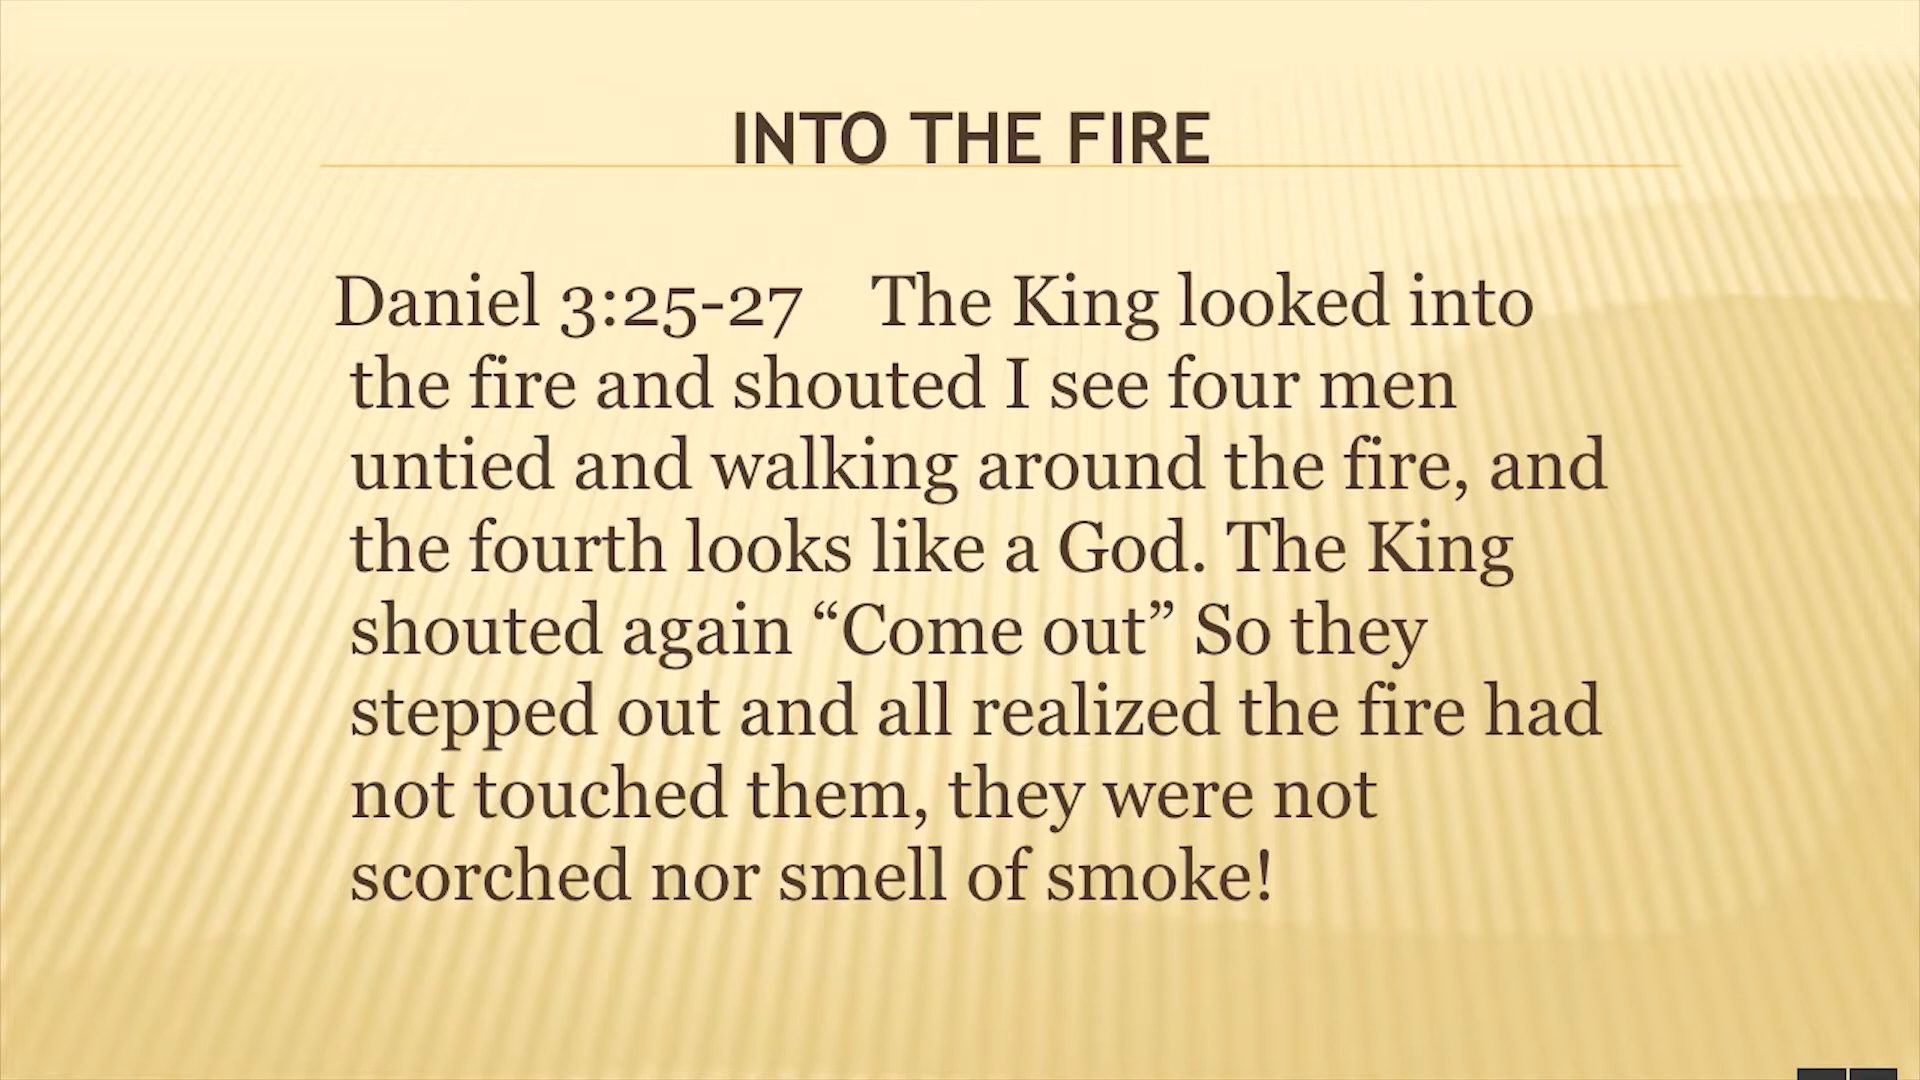 INTO THE FIRE
Daniel 3:25-27 The King looked into
the fire and shouted I see four men
untied and walking around the fire, and
the fourth looks like a God. The King
shouted again “Come out” So they
stepped out and all realized the fire had
not touched them, they were not
scorched nor smell of smoke!